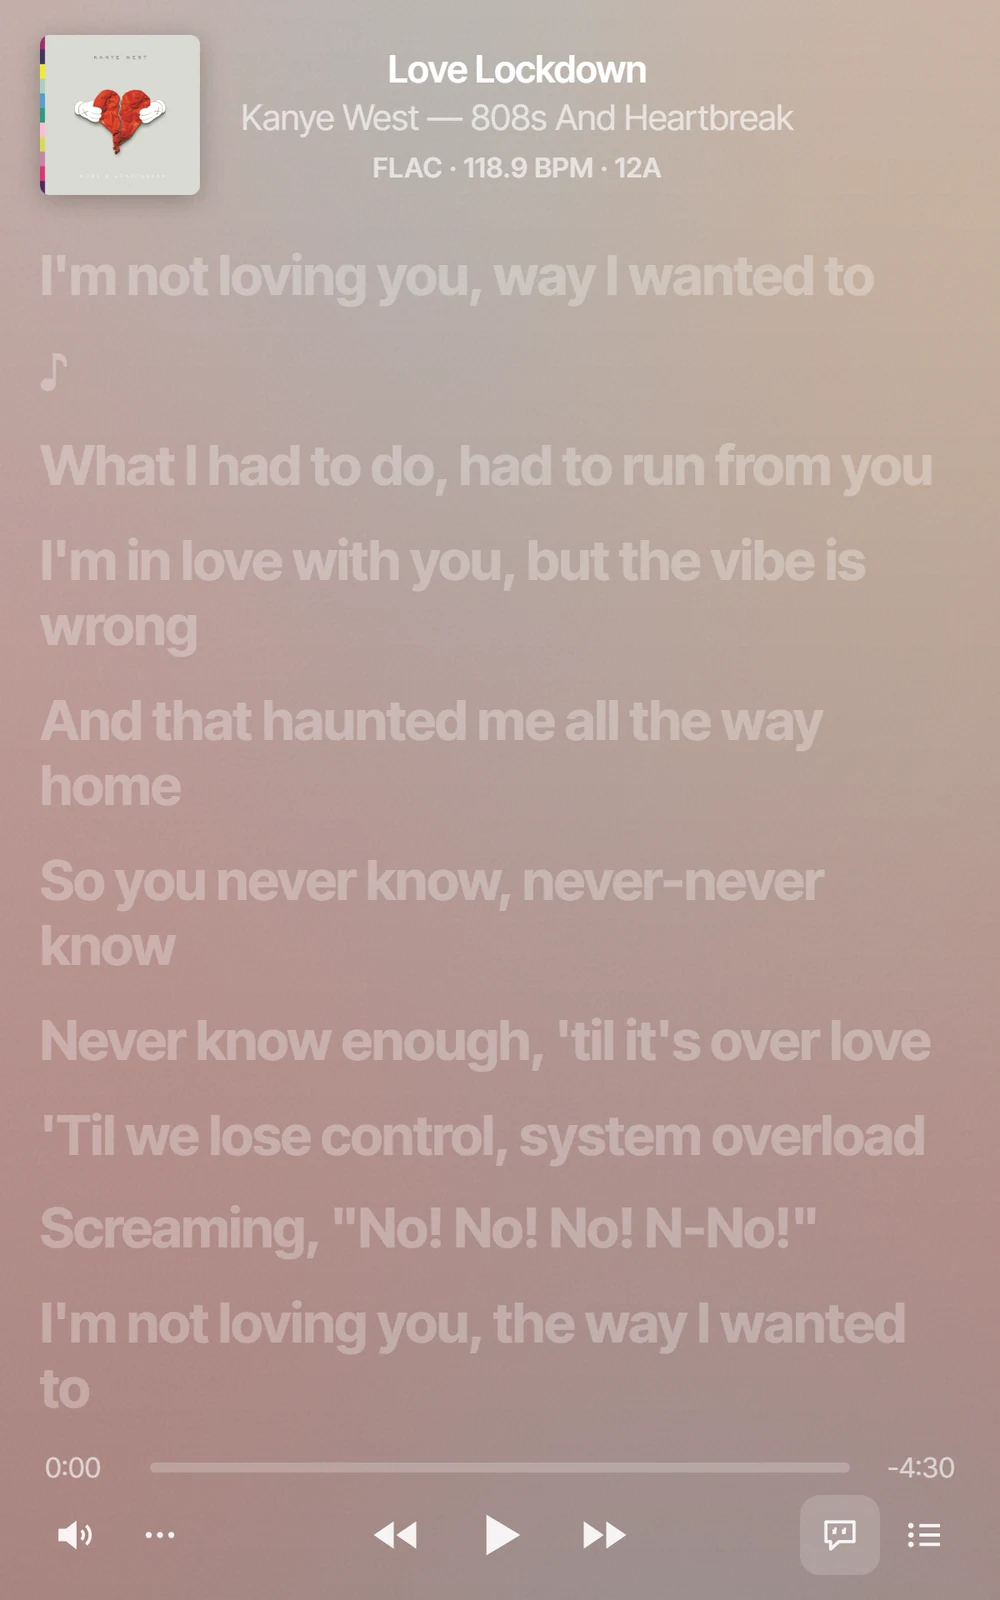 KANYE WEST
Love Lockdown
Kanye West — 808s And Heartbreak
FLAC · 118.9 BPM · 12A
I'm not loving you, way I wanted to
♪
What I had to do, had to run from you
I'm in love with you, but the vibe is
wrong
And that haunted me all the way
home
So you never know, never-never
know
Never know enough, 'til it's over love
'Til we lose control, system overload
Screaming, "No! No! No! N-No!"
I'm not loving you, the way I wanted
to
0:00
-4:30